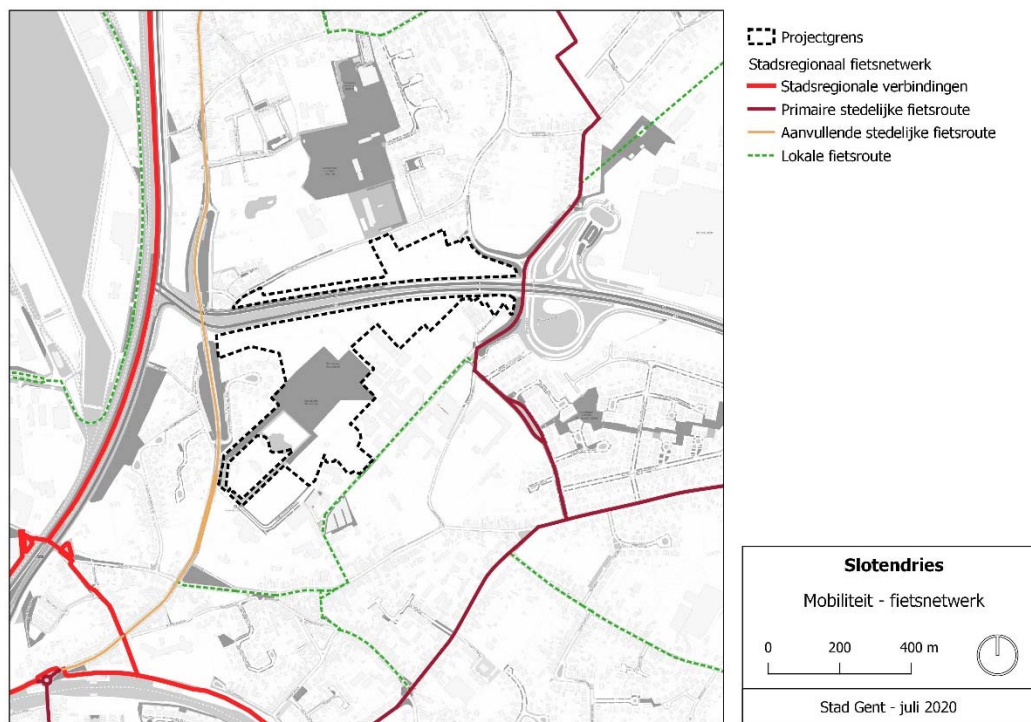 Projectgrens
Stadsregionaal fietsnetwerk
Stadsregionale verbindingen
Primaire stedelijke fietsroute
Aanvullende stedelijke fietsroute
Lokale fietsroute
Slotendries
Mobiliteit - fietsnetwerk
0 200 400 m
Stad Gent - juli 2020